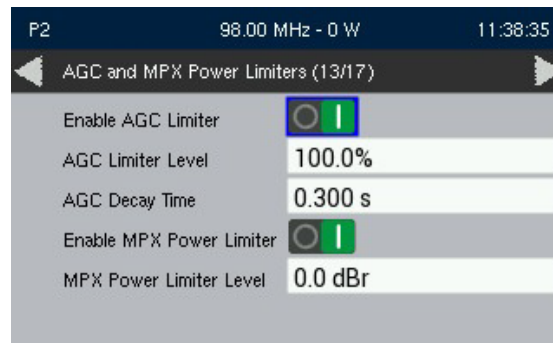 P2 98.00 MHz - 0 W 11:38:35
AGC and MPX Power Limiters (13/17)
Enable AGC Limiter
AGC Limiter Level 100.0%
AGC Decay Time 0.300 s
Enable MPX Power Limiter
MPX Power Limiter Level 0.0 dBr